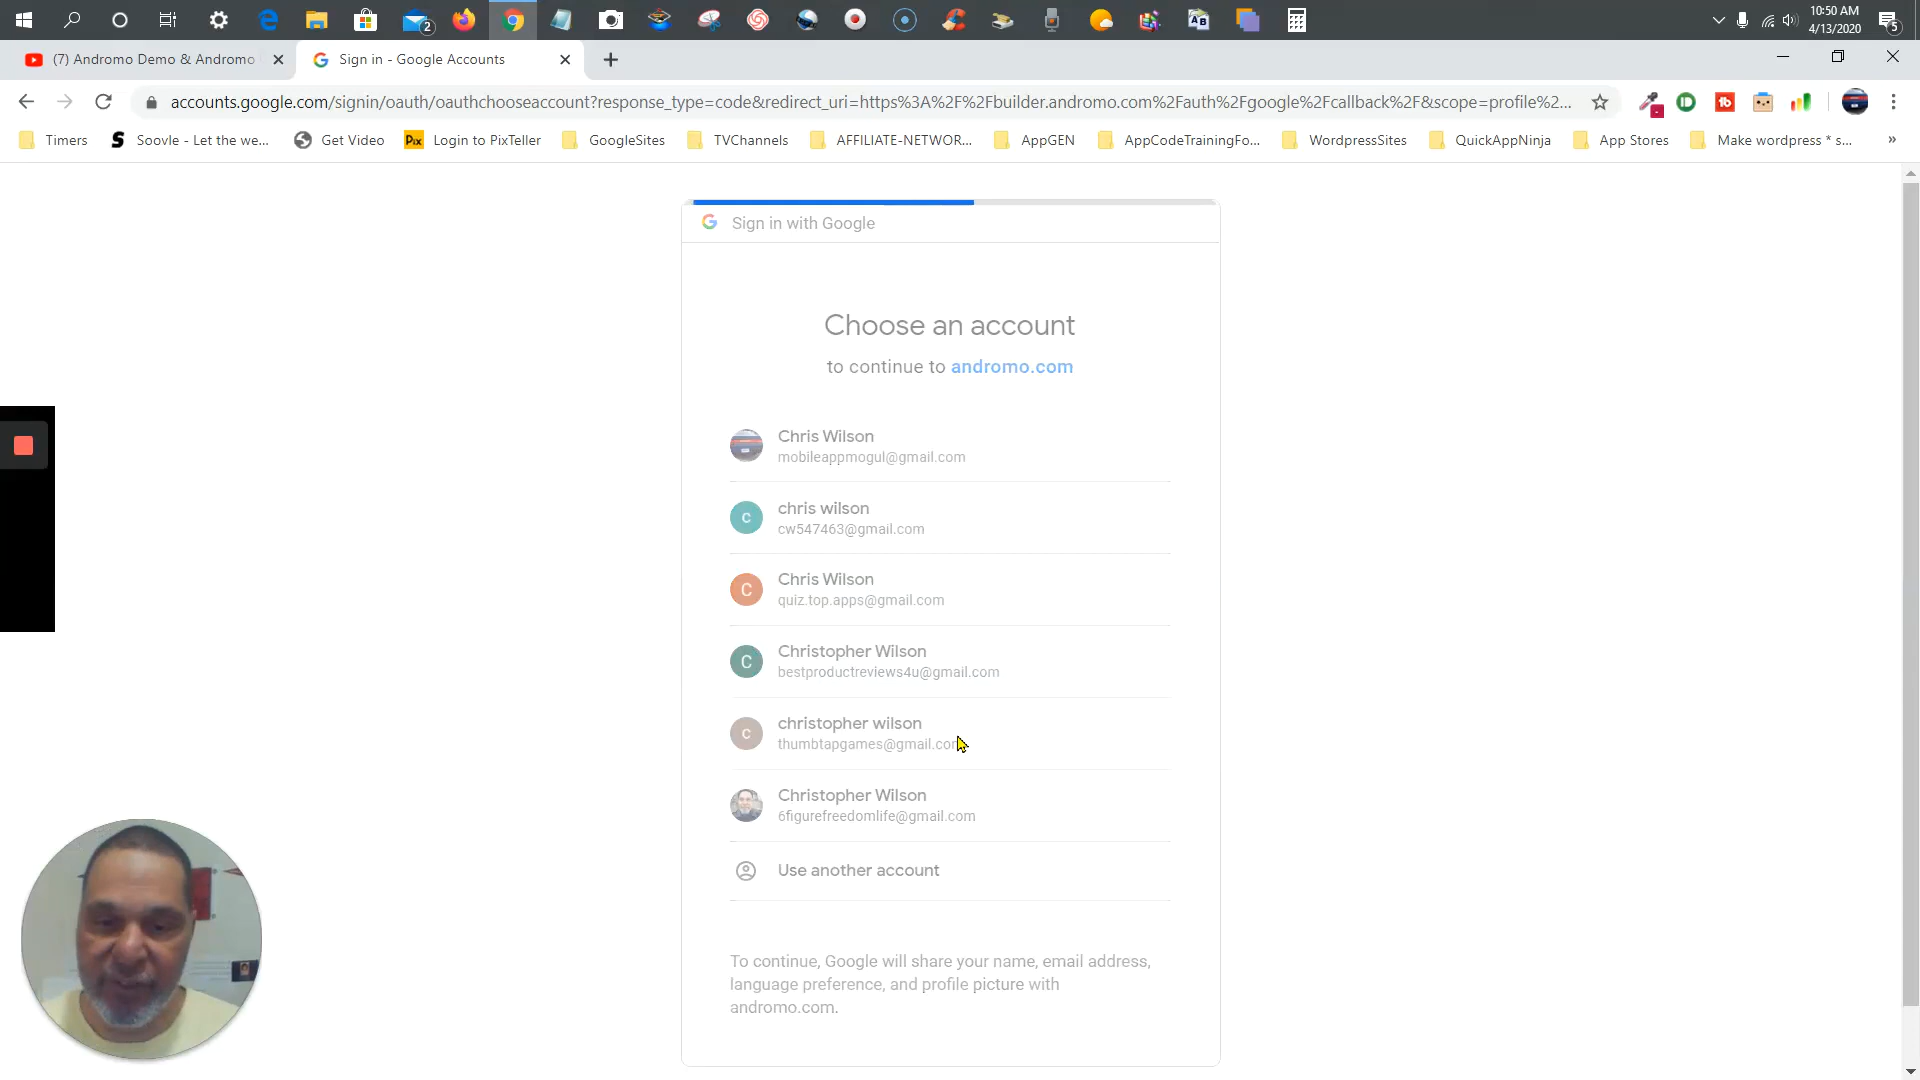 10:50 AM
4/13/2020
2
5
(7) Andromo Demo & Andromo
Sign in - Google Accounts
accounts.google.com/signin/oauth/oauthchooseaccount?response_type=code&redirect_uri=https%3A%2F%2Fbuilder.andromo.com%2Fauth%2Fgoogle%2Fcallback%2F&scope=profile%2...
Timers
Soovle - Let the we...
Get Video
Pix
Login to PixTeller
GoogleSites
TVChannels
AFFILIATE-NETWOR...
AppGEN
AppCodeTrainingFo...
WordpressSites
QuickAppNinja
App Stores
Make wordpress * s...
»
Sign in with Google
Choose an account
to continue to andromo.com
Chris Wilson
mobileappmogul@gmail.com
c
chris wilson
cw547463@gmail.com
C
Chris Wilson
quiz.top.apps@gmail.com
C
Christopher Wilson
bestproductreviews4u@gmail.com
c
christopher wilson
thumbtapgames@gmail.com
Christopher Wilson
6figurefreedomlife@gmail.com
Use another account
To continue, Google will share your name, email address,
language preference, and profile picture with
andromo.com.